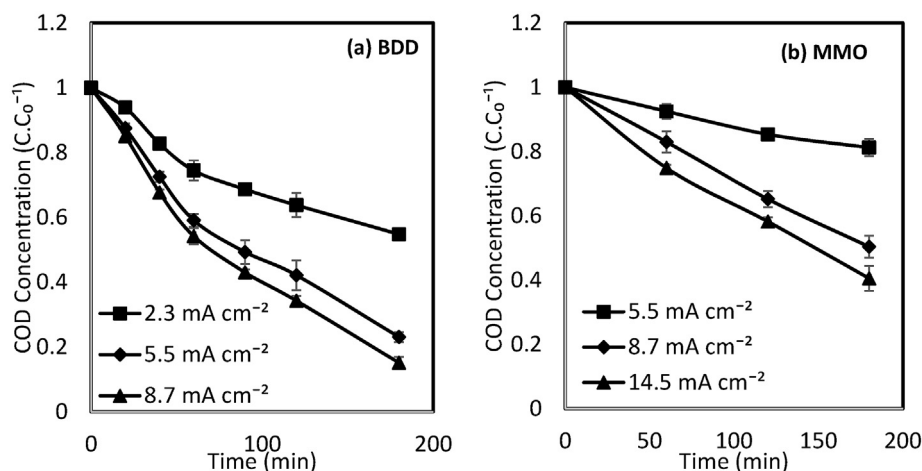 (a) BDD
COD Concentration (C.C₀⁻¹)
1.2
1
0.8
0.6
0.4
0.2
0
2.3 mA cm⁻²
5.5 mA cm⁻²
8.7 mA cm⁻²
0
100
200
Time (min)
(b) MMO
COD Concentration (C.C₀⁻¹)
1.2
1
0.8
0.6
0.4
0.2
0
5.5 mA cm⁻²
8.7 mA cm⁻²
14.5 mA cm⁻²
0
50
100
150
200
Time (min)